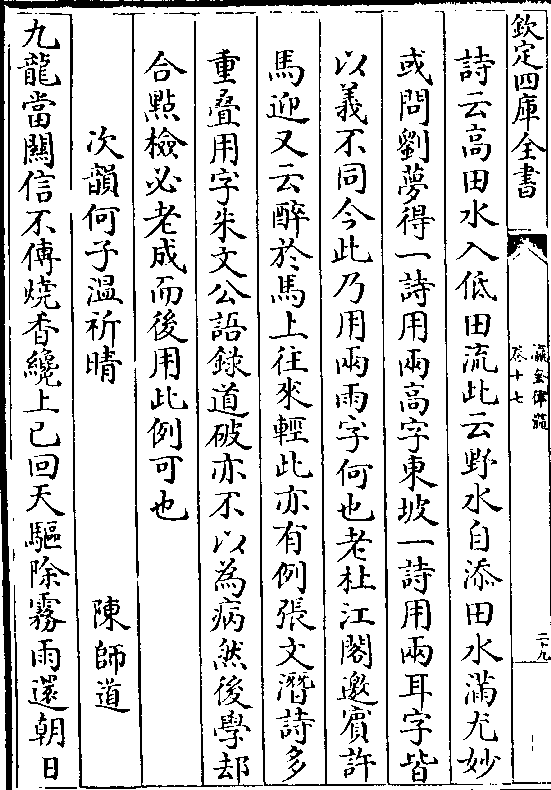 欽定四庫全書
瀛奎律髓
卷十七
二十九
詩云高田水入低田流此云野水自添田水滿尤妙
或問劉夢得一詩用兩高字東坡一詩用兩耳字皆
以義不同今此乃用兩雨字何也老杜江閣邀賓許
馬迎又云醉於馬上往來輕此亦有例張文潛詩多
重疊用字朱文公語錄道破亦不以為病然後學却
合點檢必老成而後用此例可也
次韻何子溫祈晴
陳師道
九龍當關信不傳燒香纔上已回天驅除霧雨還朝日